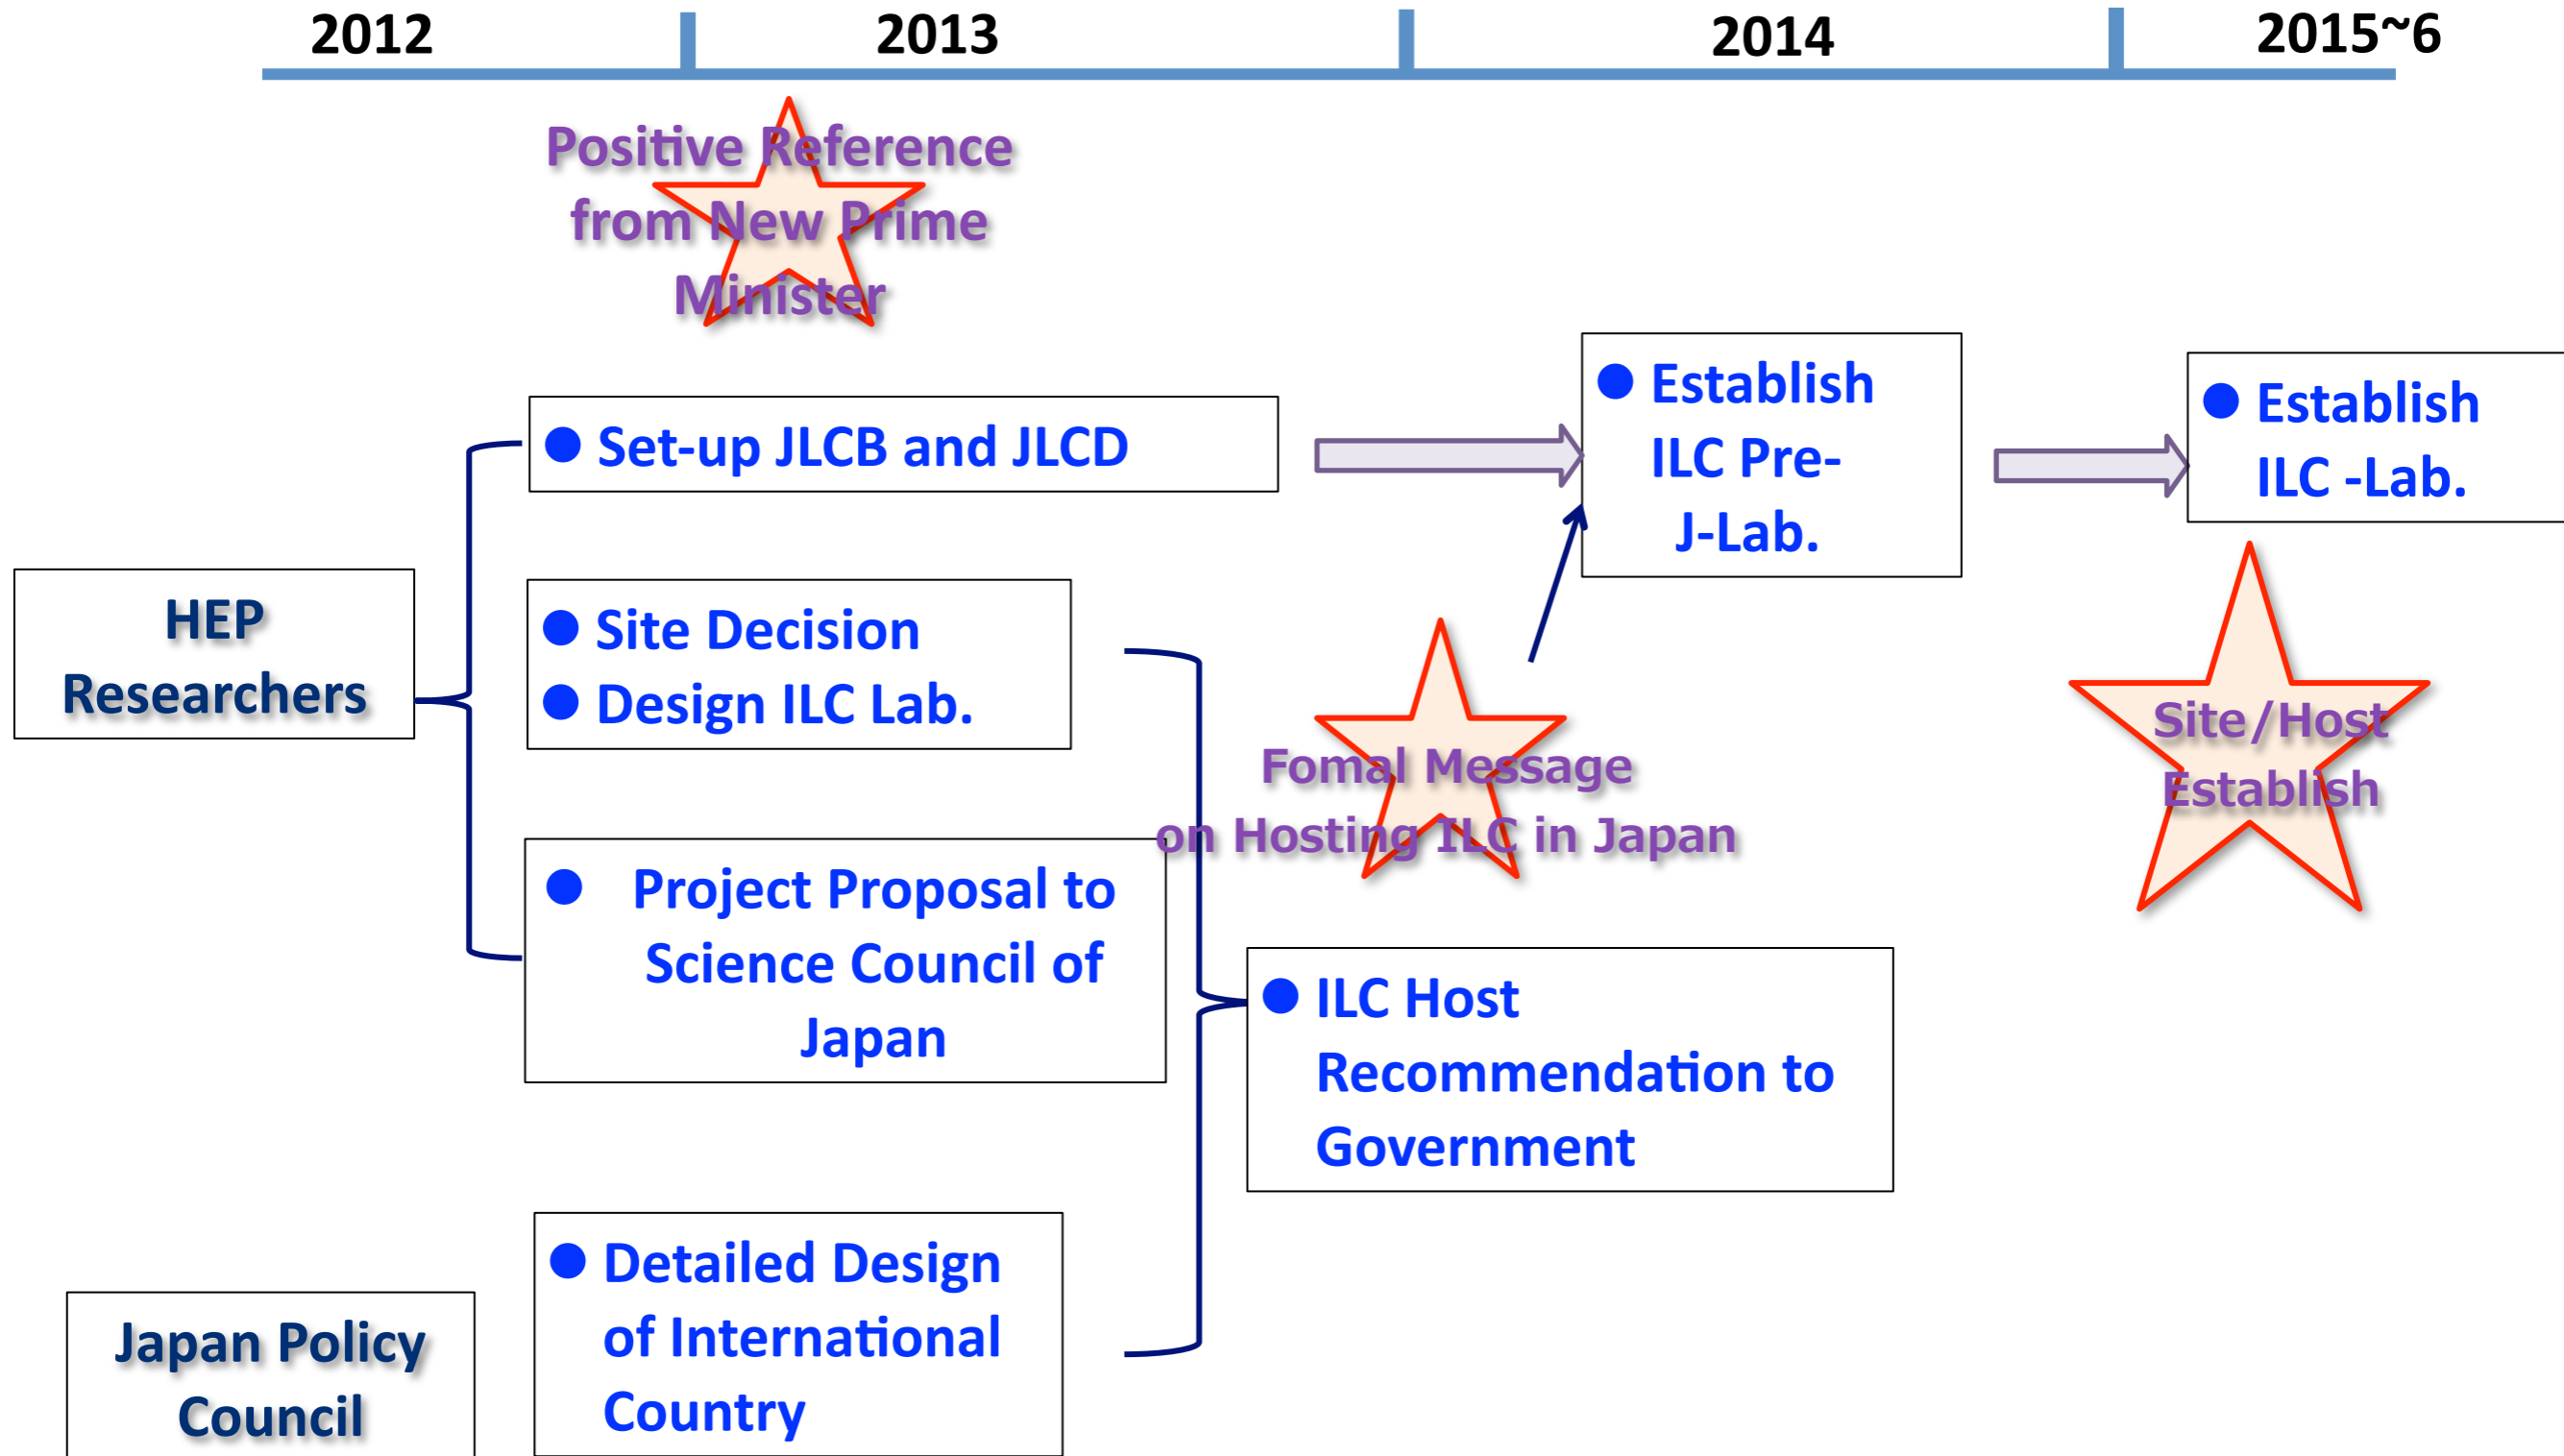 2012
2013
2014
2015~6
Positive Reference
from New Prime
Minister
● Set-up JLCB and JLCD
● Establish
ILC Pre-
J-Lab.
● Establish
ILC -Lab.
HEP
Researchers
● Site Decision
● Design ILC Lab.
Fomal Message
on Hosting ILC in Japan
Site/Host
Establish
● Project Proposal to
Science Council of
Japan
● ILC Host
Recommendation to
Government
Japan Policy
Council
● Detailed Design
of International
Country